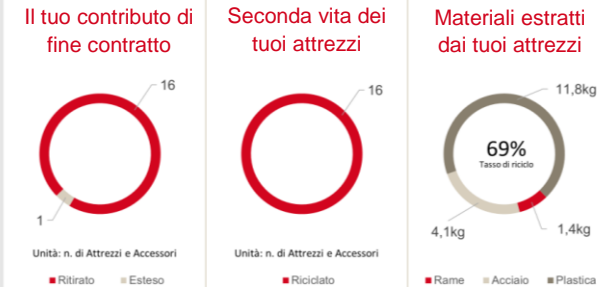 Il tuo contributo di
fine contratto
16
1
Unità: n. di Attrezzi e Accessori
Ritirato Esteso
Seconda vita dei
tuoi attrezzi
16
Unità: n. di Attrezzi e Accessori
Riciclato
Materiali estratti
dai tuoi attrezzi
11,8kg
69%
Tasso di riciclo
4,1kg
1,4kg
Rame Acciaio Plastica